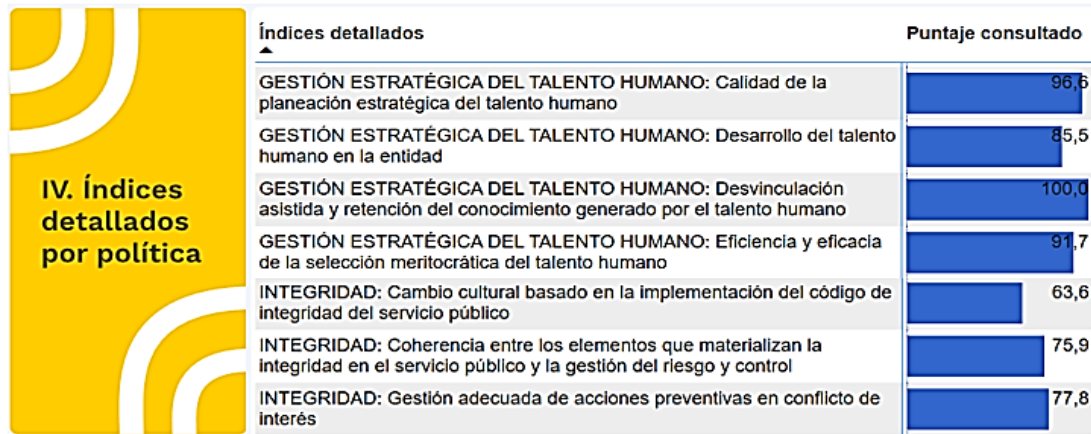 IV. Índices
detallados
por política
Índices detallados
Puntaje consultado
GESTIÓN ESTRATÉGICA DEL TALENTO HUMANO: Calidad de la
planeación estratégica del talento humano
96,6
GESTIÓN ESTRATÉGICA DEL TALENTO HUMANO: Desarrollo del talento
humano en la entidad
85,5
GESTIÓN ESTRATÉGICA DEL TALENTO HUMANO: Desvinculación
asistida y retención del conocimiento generado por el talento humano
100,0
GESTIÓN ESTRATÉGICA DEL TALENTO HUMANO: Eficiencia y eficacia
de la selección meritocrática del talento humano
91,7
INTEGRIDAD: Cambio cultural basado en la implementación del código de
integridad del servicio público
63,6
INTEGRIDAD: Coherencia entre los elementos que materializan la
integridad en el servicio público y la gestión del riesgo y control
75,9
INTEGRIDAD: Gestión adecuada de acciones preventivas en conflicto de
interés
77,8